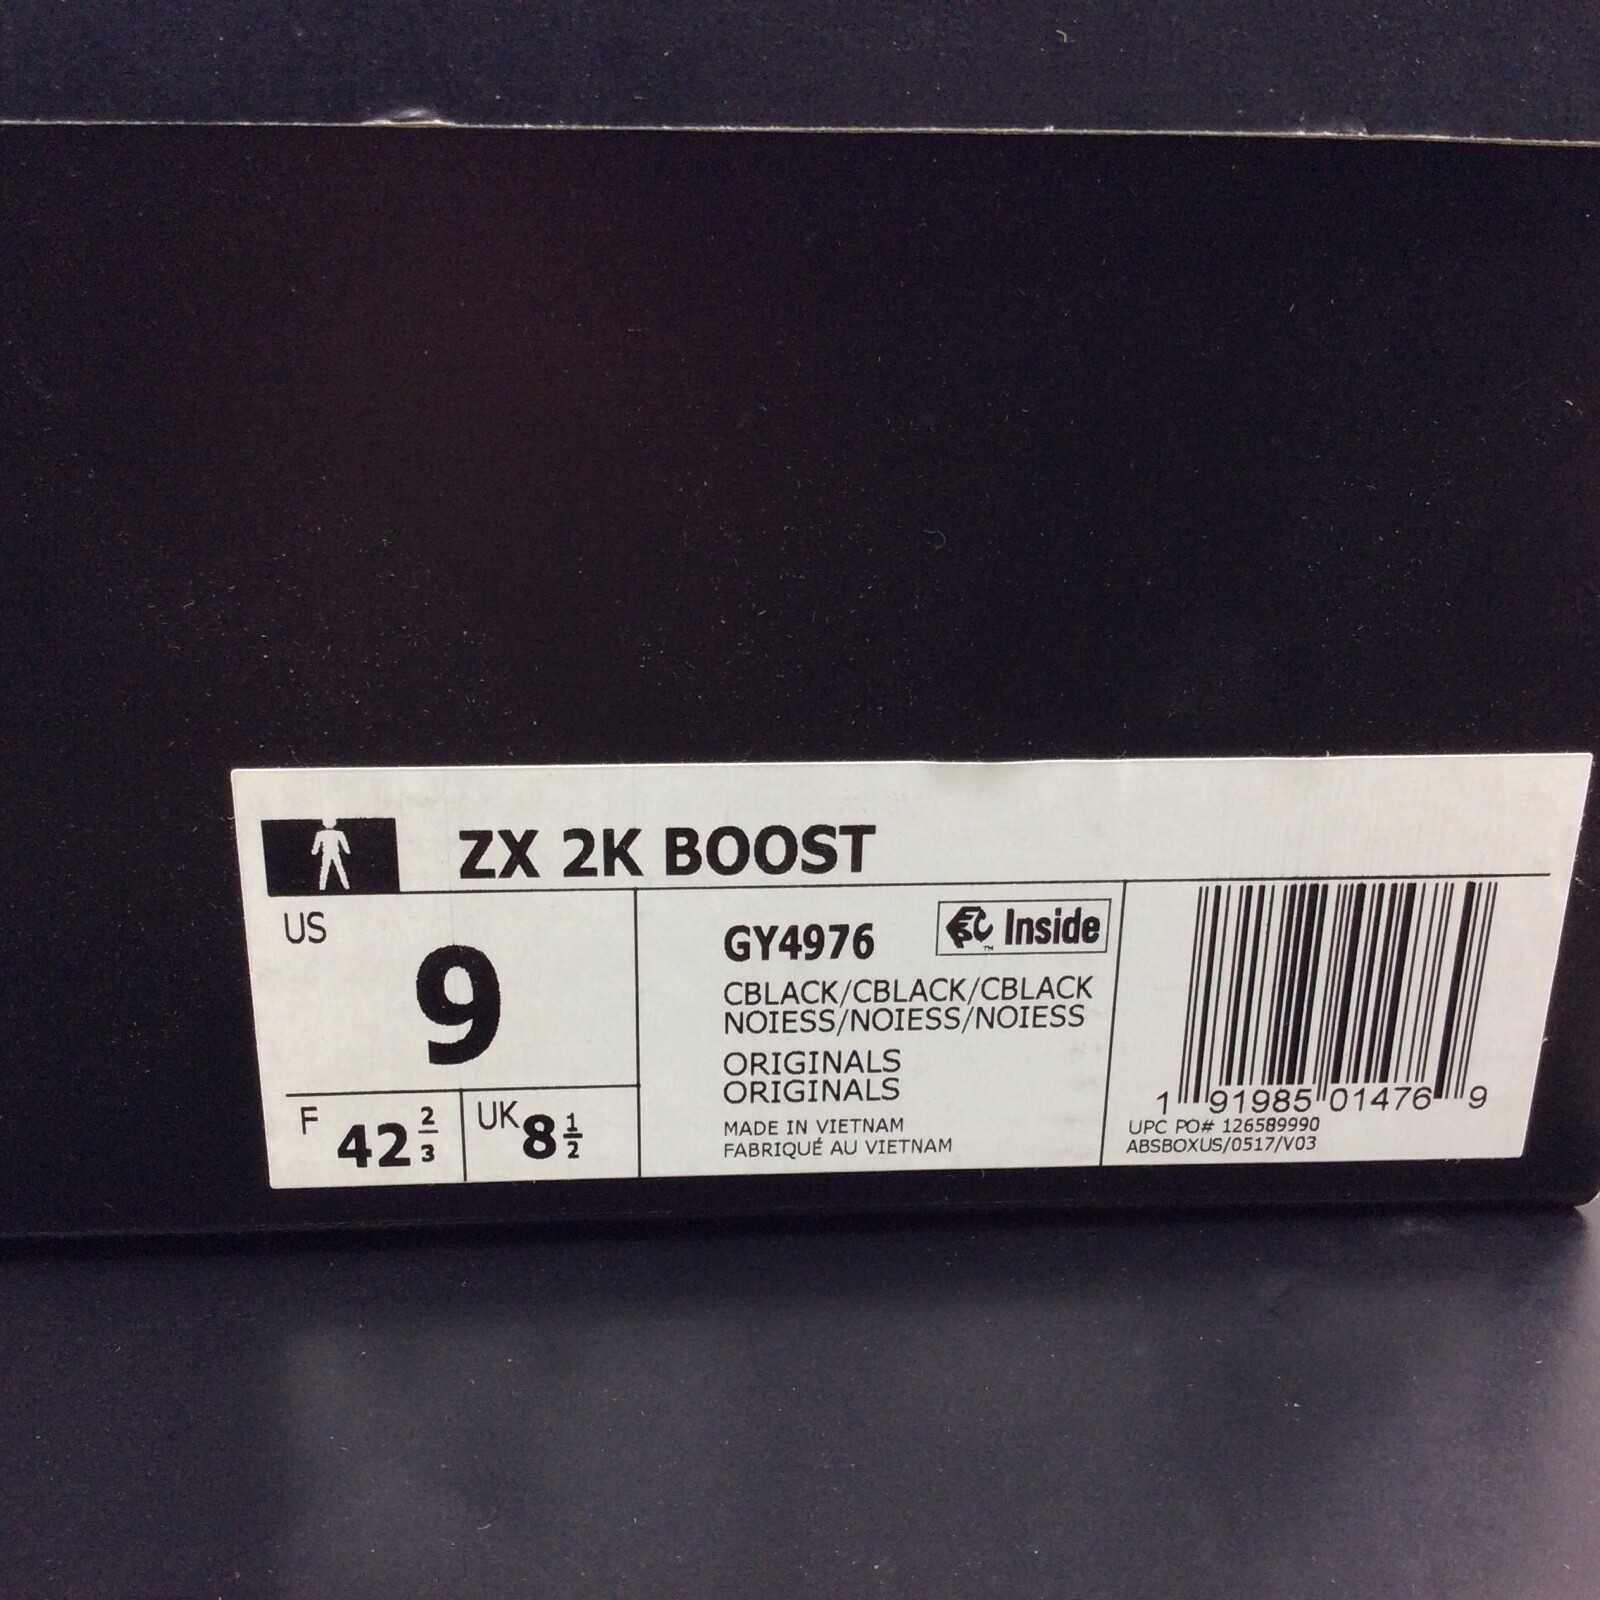 ZX 2K BOOST
US
9
F 42 2/3
UK 8 1/2
GY4976
Inside
CBLACK/CBLACK/CBLACK
NOIESS/NOIESS/NOIESS
ORIGINALS
ORIGINALS
MADE IN VIETNAM
FABRIQUÉ AU VIETNAM
1 91985 01476 9
UPC PO# 126589990
ABSBOXUS/0517/V03